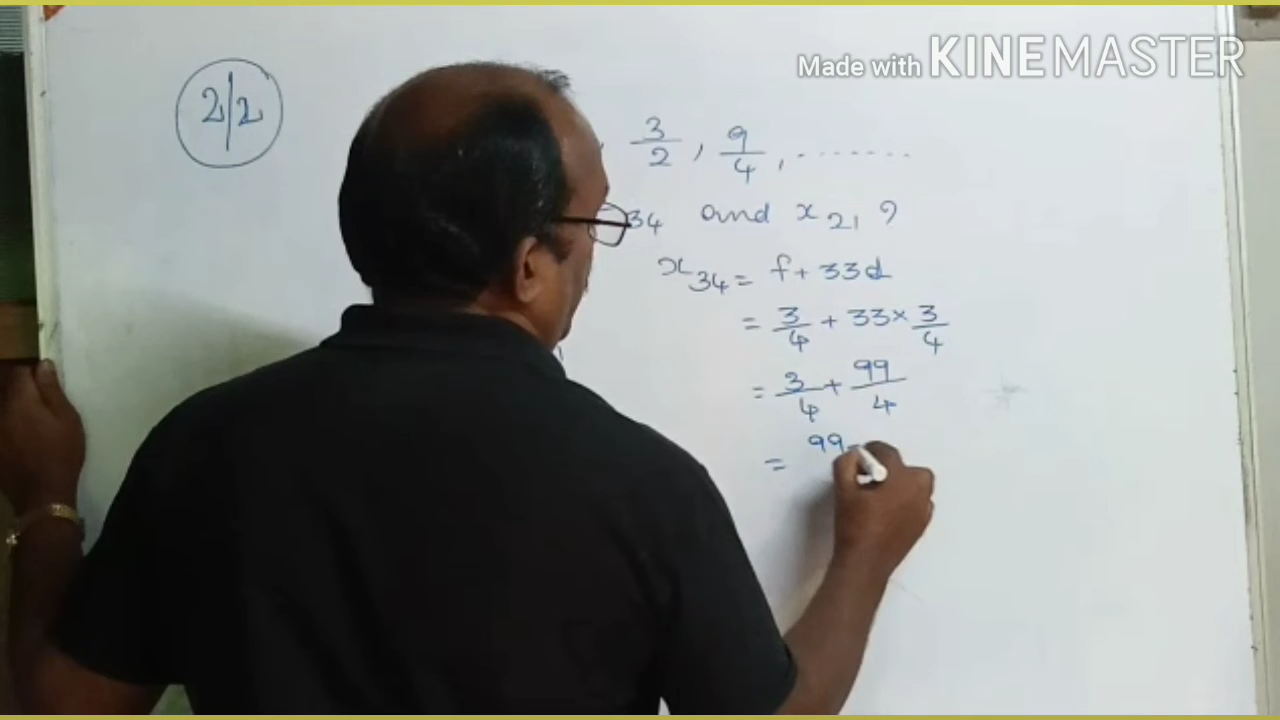 Made with KINEMASTER
2/2
, 3/2, 9/4, .......
34 and x 21 ?
x34 = f + 33d
= 3/4 + 33 × 3/4
= 3/4 + 99/4
= 99